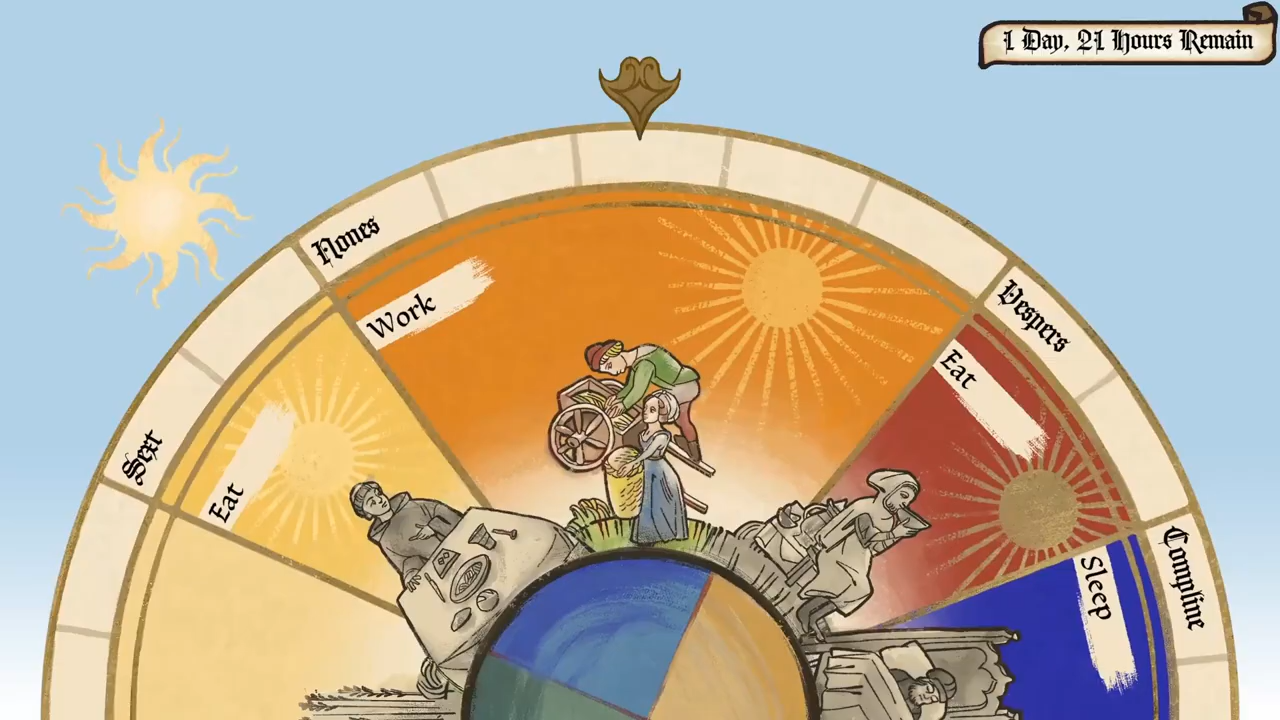 1 Day, 21 Hours Remain
Nones
Work
Vespers
Eat
Sext
Eat
Compline
Sleep